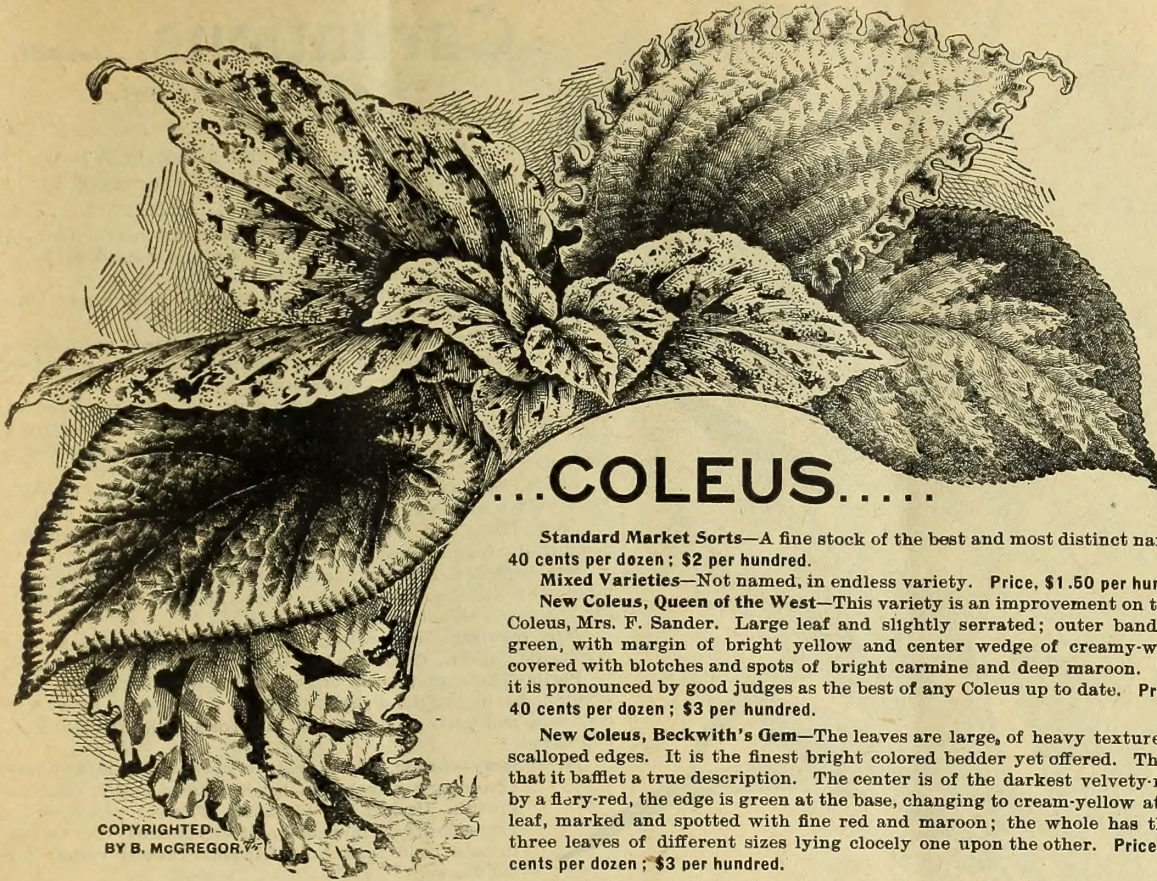 ...COLEUS.....
Standard Market Sorts—A fine stock of the best and most distinct
40 cents per dozen; $2 per hundred.
Mixed Varieties—Not named, in endless variety. Price, $1.50 per
New Coleus, Queen of the West—This variety is an improvement on
Coleus, Mrs. F. Sander. Large leaf and slightly serrated; outer band
green, with margin of bright yellow and center wedge of
covered with blotches and spots of bright carmine and deep maroon.
it is pronounced by good judges as the best of any Coleus up to date.
40 cents per dozen; $3 per hundred.
New Coleus, Beckwith's Gem—The leaves are large, of heavy texture
scalloped edges. It is the finest bright colored bedder yet offered.
that it bafflet a true description. The center is of the darkest
by a fiery-red, the edge is green at the base, changing to cream-yellow at
leaf, marked and spotted with fine red and maroon; the whole has
three leaves of different sizes lying clocely one upon the other. Price
cents per dozen; $3 per hundred.
COPYRIGHTED
BY B. McGREGOR.